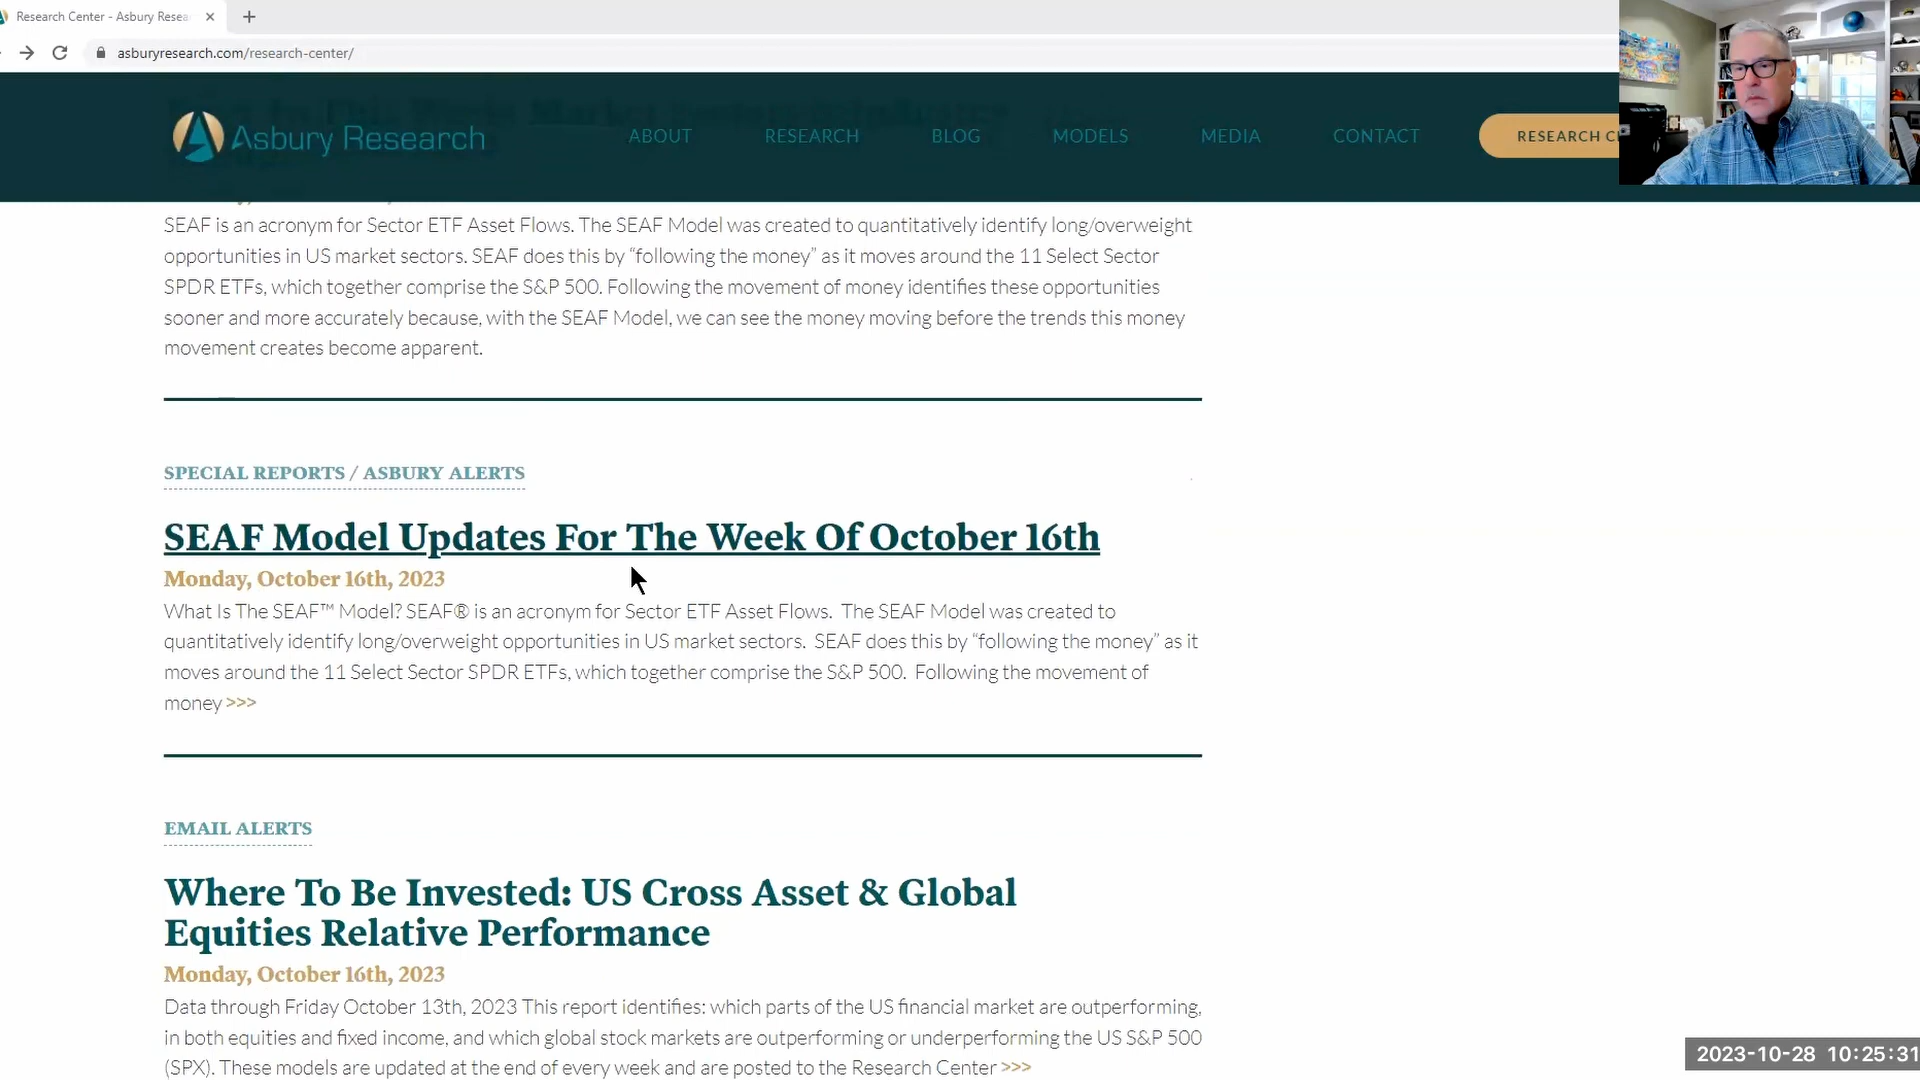 Research Center - Asbury Resea
asburyresearch.com/research-center/
Asbury Research
ABOUT
RESEARCH
BLOG
MODELS
MEDIA
CONTACT
RESEARCH C
SEAF is an acronym for Sector ETF Asset Flows. The SEAF Model was created to quantitatively identify long/overweight
opportunities in US market sectors. SEAF does this by “following the money” as it moves around the 11 Select Sector
SPDR ETFs, which together comprise the S&P 500. Following the movement of money identifies these opportunities
sooner and more accurately because, with the SEAF Model, we can see the money moving before the trends this money
movement creates become apparent.
SPECIAL REPORTS / ASBURY ALERTS
SEAF Model Updates For The Week Of October 16th
Monday, October 16th, 2023
What Is The SEAF™ Model? SEAF® is an acronym for Sector ETF Asset Flows.  The SEAF Model was created to
quantitatively identify long/overweight opportunities in US market sectors.  SEAF does this by “following the money” as it
moves around the 11 Select Sector SPDR ETFs, which together comprise the S&P 500.  Following the movement of
money >>>
EMAIL ALERTS
Where To Be Invested: US Cross Asset & Global
Equities Relative Performance
Monday, October 16th, 2023
Data through Friday October 13th, 2023 This report identifies: which parts of the US financial market are outperforming,
in both equities and fixed income, and which global stock markets are outperforming or underperforming the US S&P 500
(SPX). These models are updated at the end of every week and are posted to the Research Center >>>
2023-10-28 10:25:31